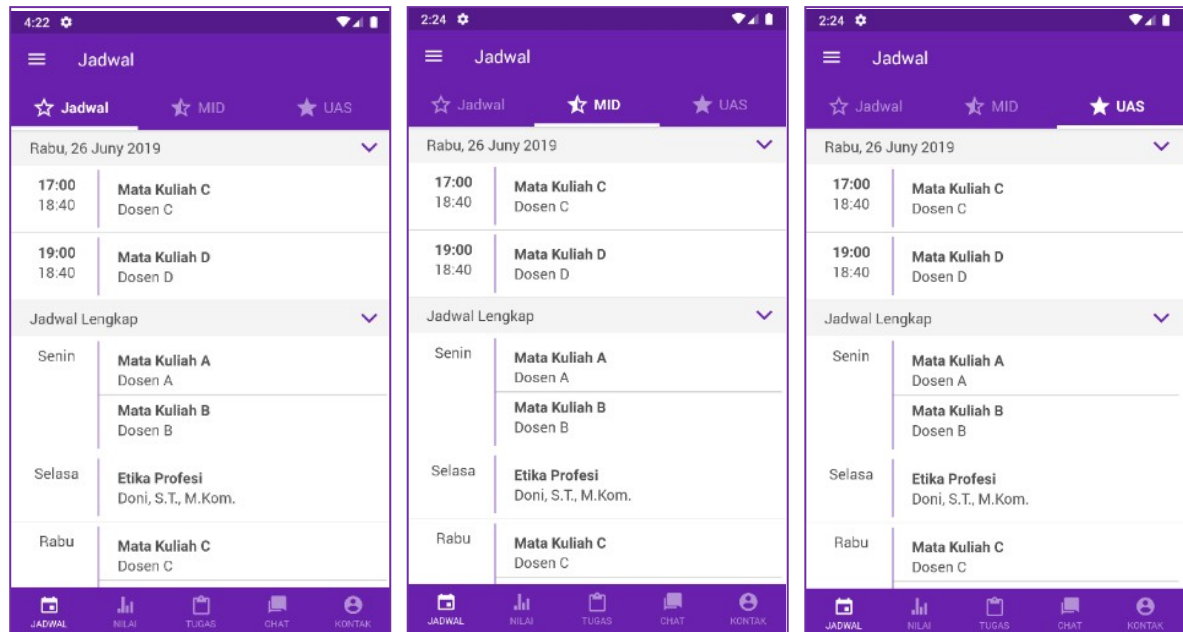 4:22
Jadwal
Jadwal MID UAS
Rabu, 26 Juny 2019
17:00 Mata Kuliah C
18:40 Dosen C
19:00 Mata Kuliah D
18:40 Dosen D
Jadwal Lengkap
Senin Mata Kuliah A
Dosen A
Mata Kuliah B
Dosen B
Selasa Etika Profesi
Doni, S.T., M.Kom.
Rabu Mata Kuliah C
Dosen C
JADWAL NILAI TUGAS CHAT KONTAK
2:24
Jadwal
Jadwal MID UAS
Rabu, 26 Juny 2019
17:00 Mata Kuliah C
18:40 Dosen C
19:00 Mata Kuliah D
18:40 Dosen D
Jadwal Lengkap
Senin Mata Kuliah A
Dosen A
Mata Kuliah B
Dosen B
Selasa Etika Profesi
Doni, S.T., M.Kom.
Rabu Mata Kuliah C
Dosen C
JADWAL NILAI TUGAS CHAT KONTAK
2:24
Jadwal
Jadwal MID UAS
Rabu, 26 Juny 2019
17:00 Mata Kuliah C
18:40 Dosen C
19:00 Mata Kuliah D
18:40 Dosen D
Jadwal Lengkap
Senin Mata Kuliah A
Dosen A
Mata Kuliah B
Dosen B
Selasa Etika Profesi
Doni, S.T., M.Kom.
Rabu Mata Kuliah C
Dosen C
JADWAL NILAI TUGAS CHAT KONTAK